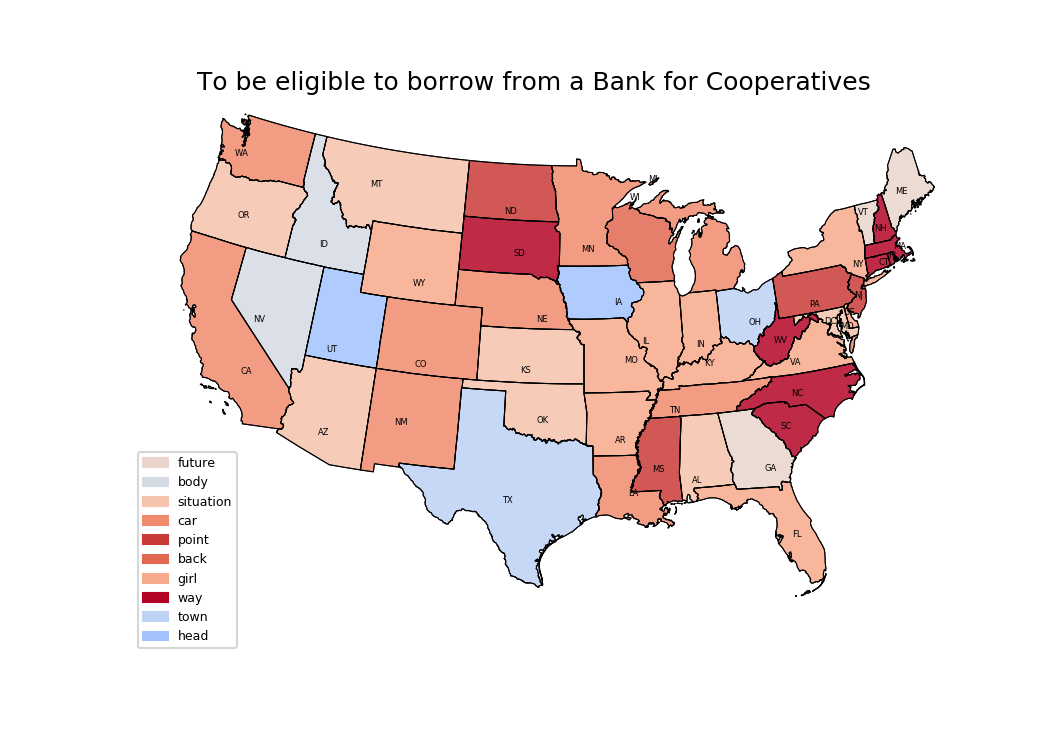 To be eligible to borrow from a Bank for Cooperatives
WA
MT
ME
OR
ND
MI
WI
VT
NH
ID
SD
MN
MA
NY
CT
WY
IA
PA
NJ
NE
OH
NV
UT
CO
IL
IN
WV
MD
CA
KS
MO
KY
VA
AZ
NM
OK
AR
TN
NC
SC
TX
LA
MS
AL
GA
FL
future
body
situation
car
point
back
girl
way
town
head